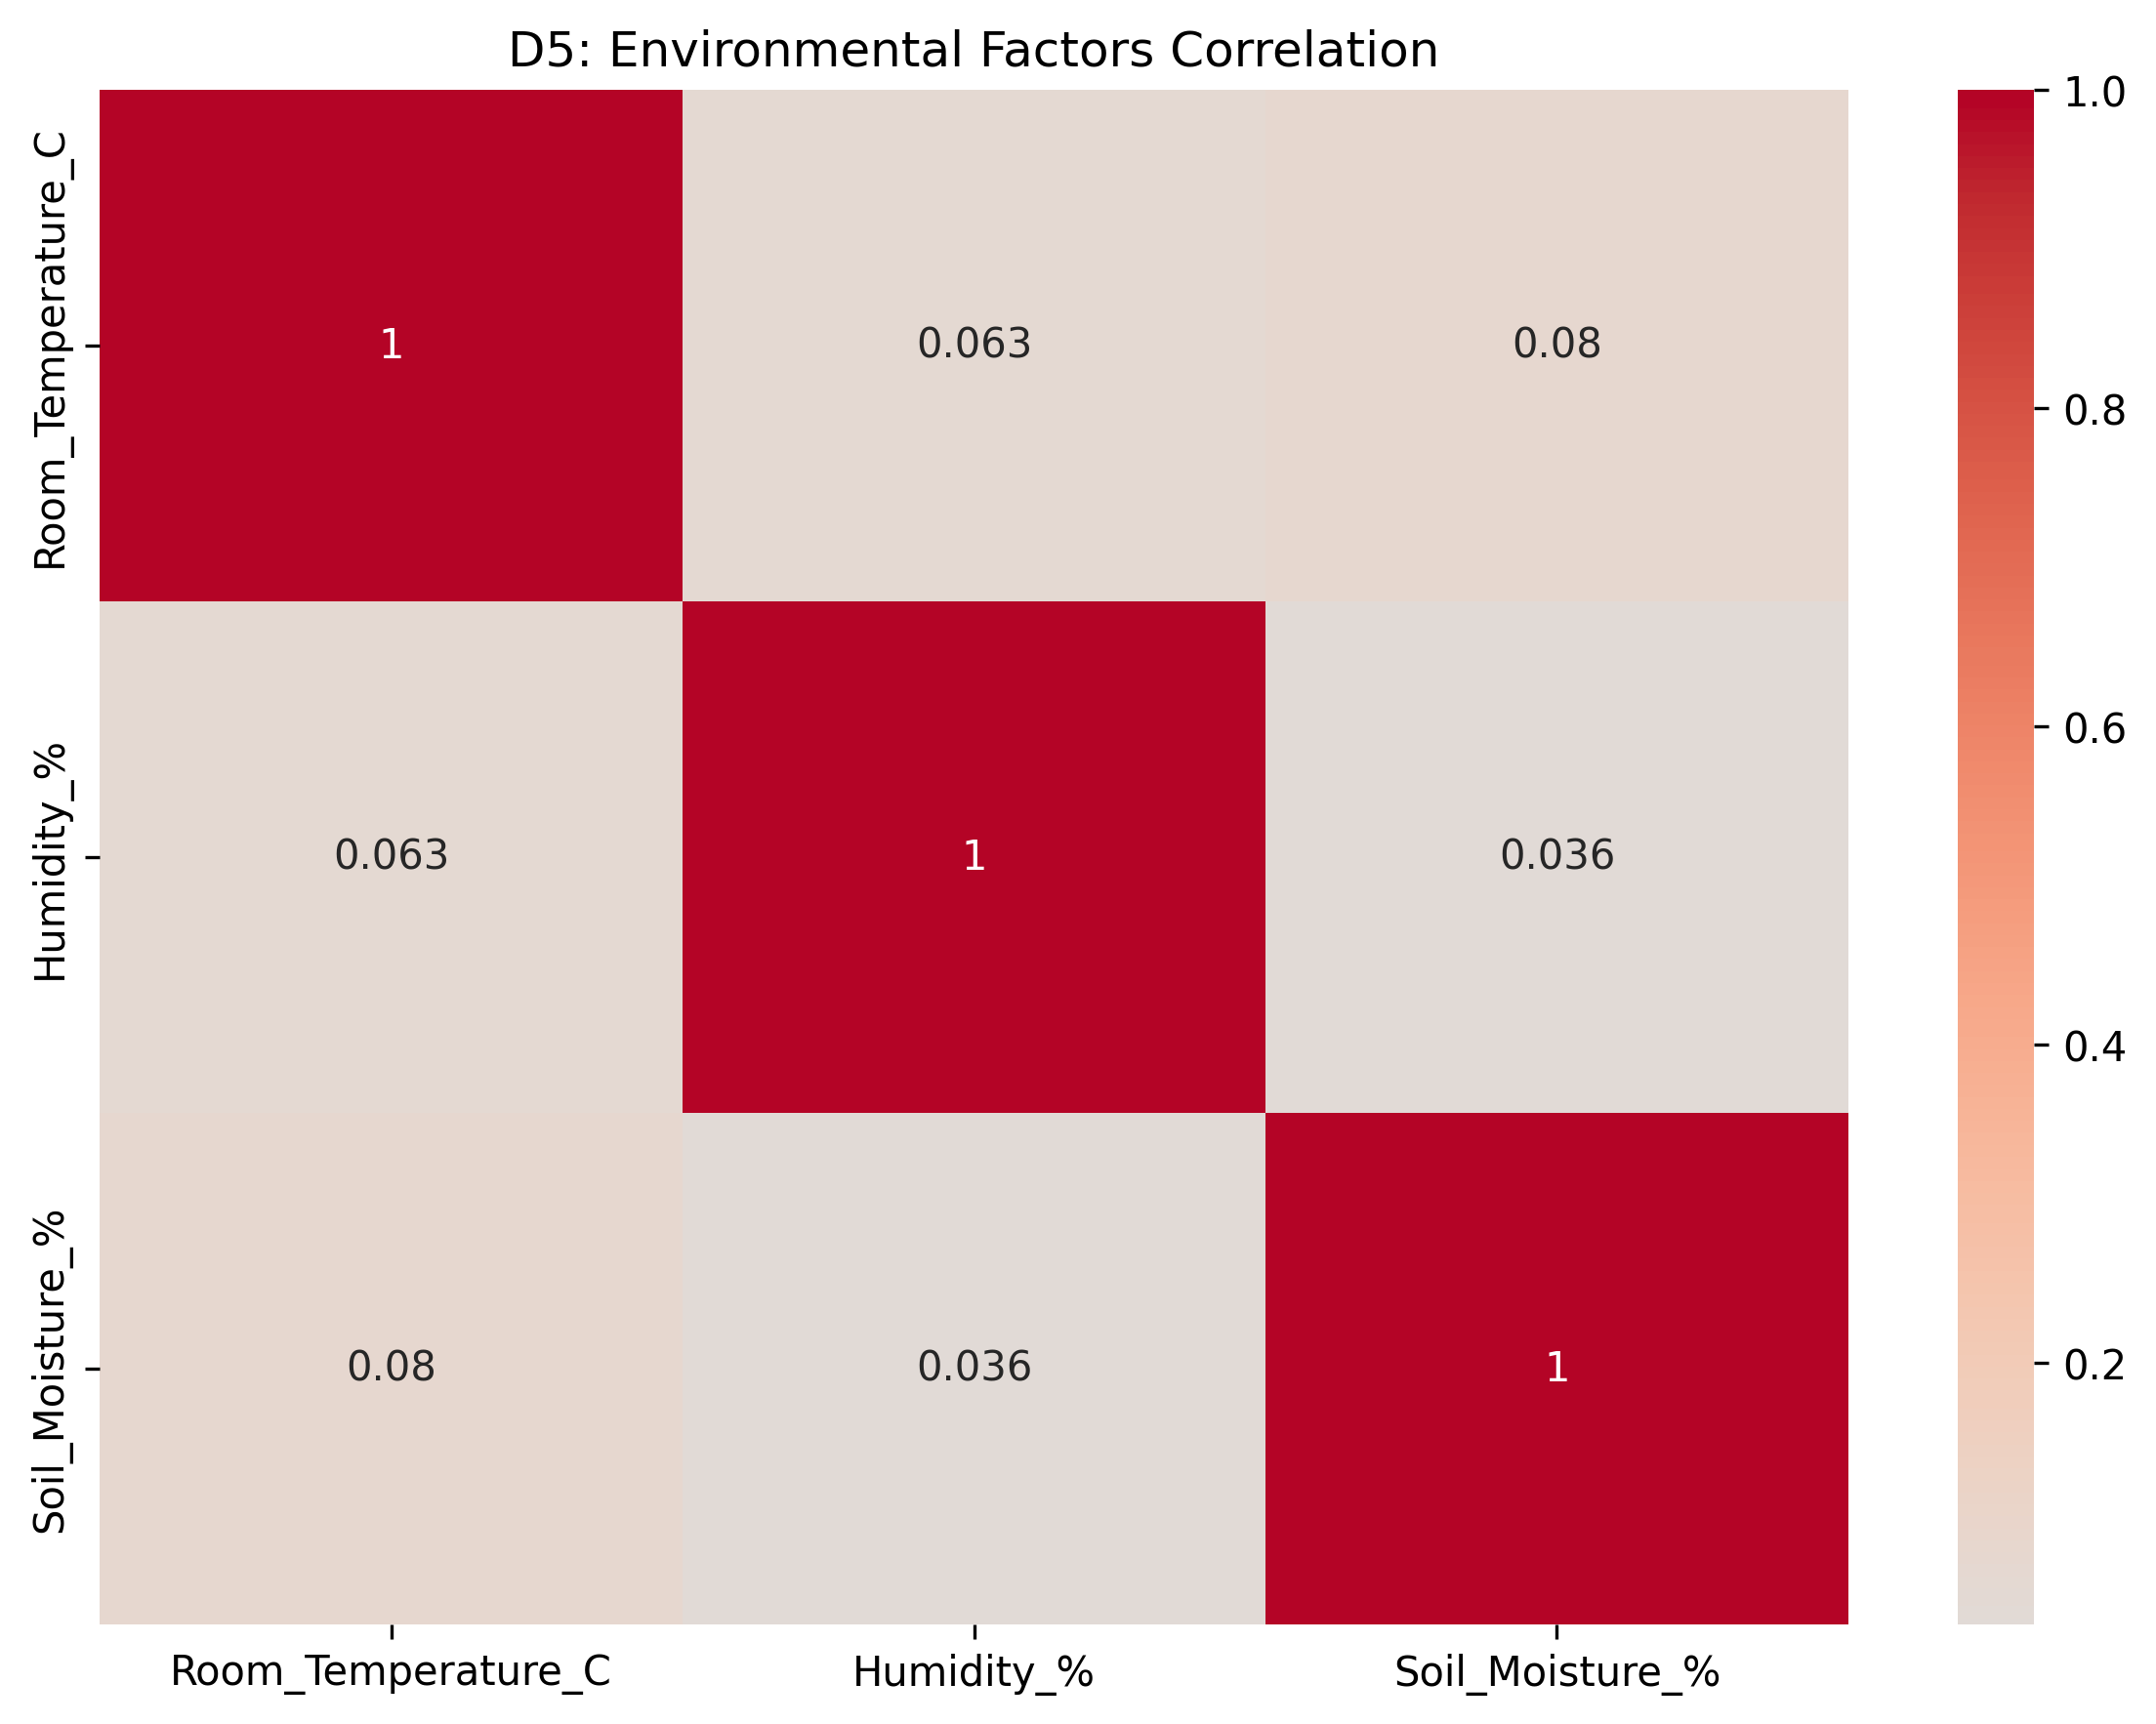 D5: Environmental Factors Correlation
Room_Temperature_C
1
0.063
0.08
Humidity_%
0.063
1
0.036
Soil_Moisture_%
0.08
0.036
1
Room_Temperature_C
Humidity_%
Soil_Moisture_%
1.0
0.8
0.6
0.4
0.2